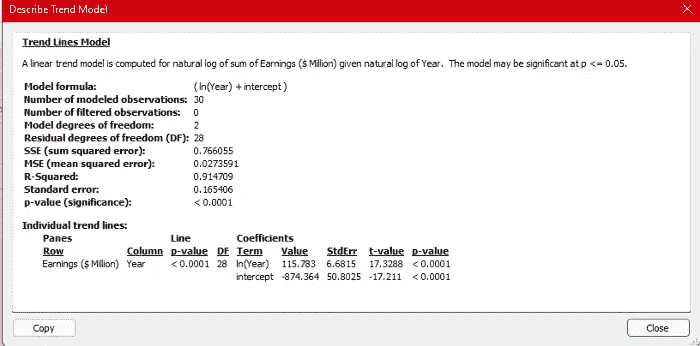 Describe Trend Model
Trend Lines Model
A linear trend model is computed for natural log of sum of Earnings ($ Million) given natural log of Year. The model may be significant at p <= 0.05.
Model formula: ( ln(Year) + intercept )
Number of modeled observations: 30
Number of filtered observations: 0
Model degrees of freedom: 2
Residual degrees of freedom (DF): 28
SSE (sum squared error): 0.766055
MSE (mean squared error): 0.0273591
R-Squared: 0.914709
Standard error: 0.165406
p-value (significance): < 0.0001
Individual trend lines:
Panes Line Coefficients
Row Column p-value DF Term Value StdErr t-value p-value
Earnings ($ Million) Year < 0.0001 28 ln(Year) 115.783 6.6815 17.3288 < 0.0001
intercept -874.364 50.8025 -17.211 < 0.0001
Copy Close